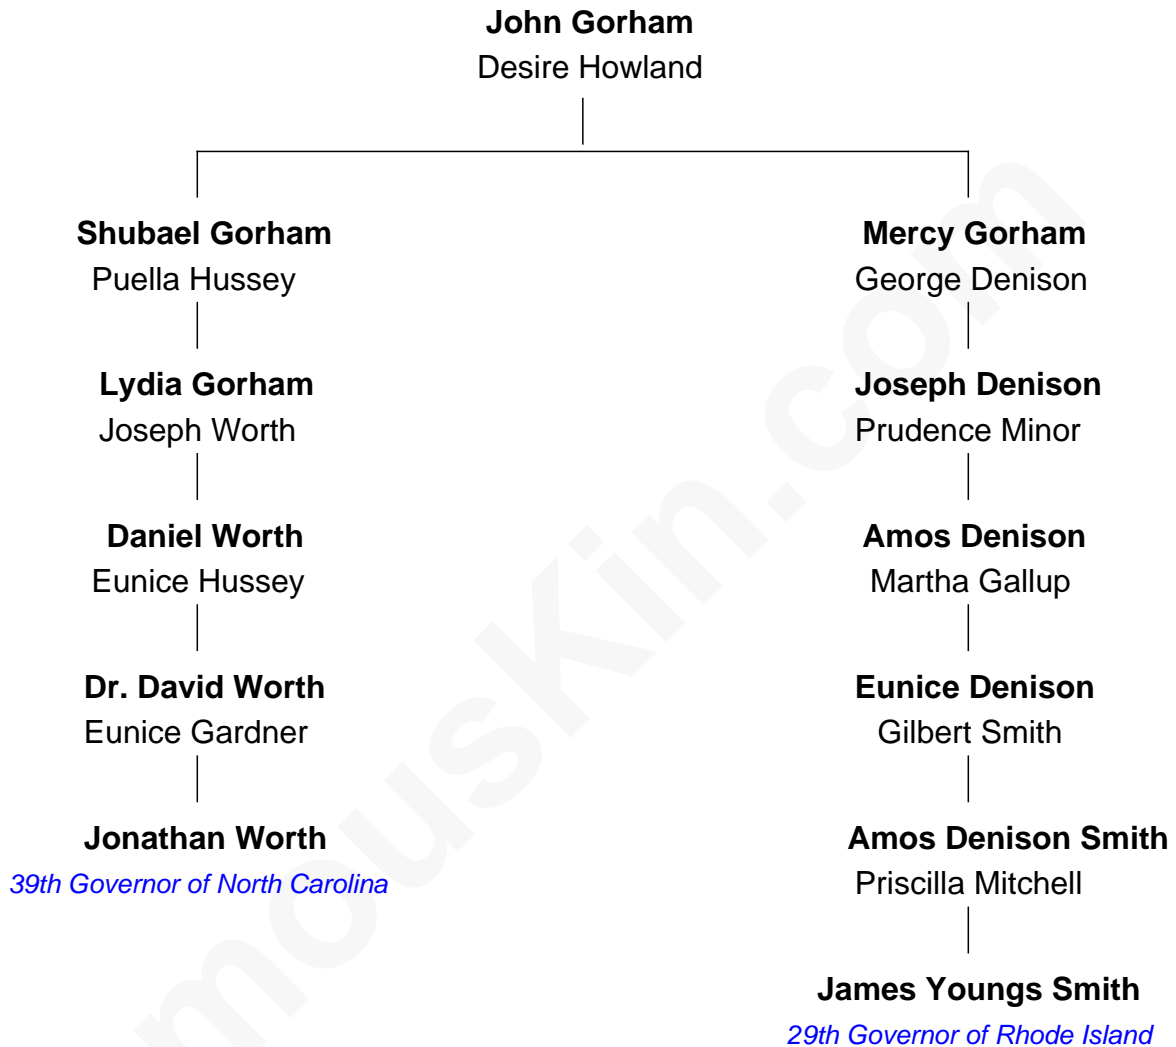 John Gorham
Desire Howland
Shubael Gorham
Puella Hussey
Mercy Gorham
George Denison
Lydia Gorham
Joseph Worth
Joseph Denison
Prudence Minor
Daniel Worth
Eunice Hussey
Amos Denison
Martha Gallup
Dr. David Worth
Eunice Gardner
Eunice Denison
Gilbert Smith
Jonathan Worth
39th Governor of North Carolina
Amos Denison Smith
Priscilla Mitchell
James Youngs Smith
29th Governor of Rhode Island
mousKin.com